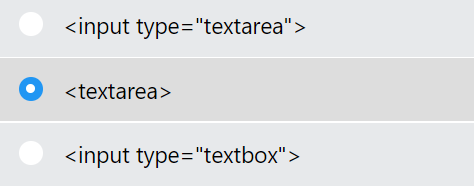 <input type="textarea">
<textarea>
<input type="textbox">